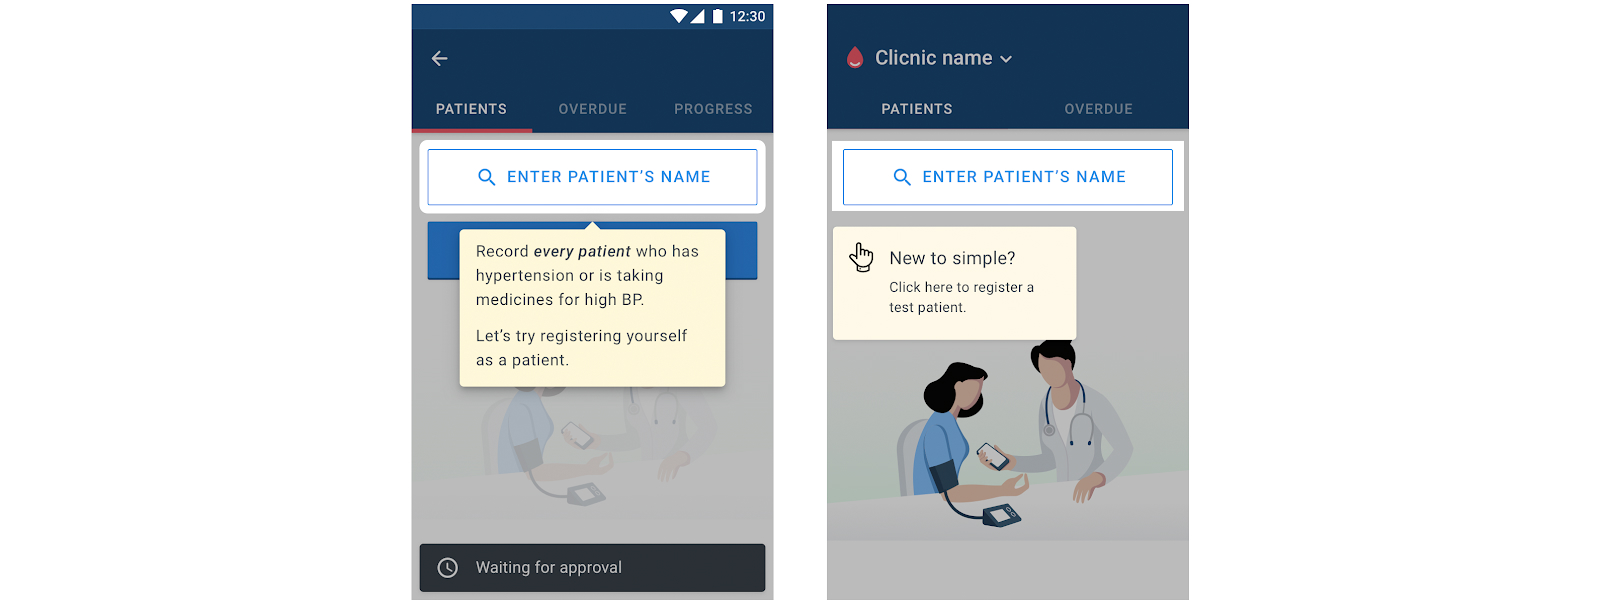 12:30
PATIENTS OVERDUE PROGRESS
ENTER PATIENT’S NAME
Record every patient who has
hypertension or is taking
medicines for high BP.
Let’s try registering yourself
as a patient.
Waiting for approval
Clicnic name
PATIENTS OVERDUE
ENTER PATIENT’S NAME
New to simple?
Click here to register a
test patient.